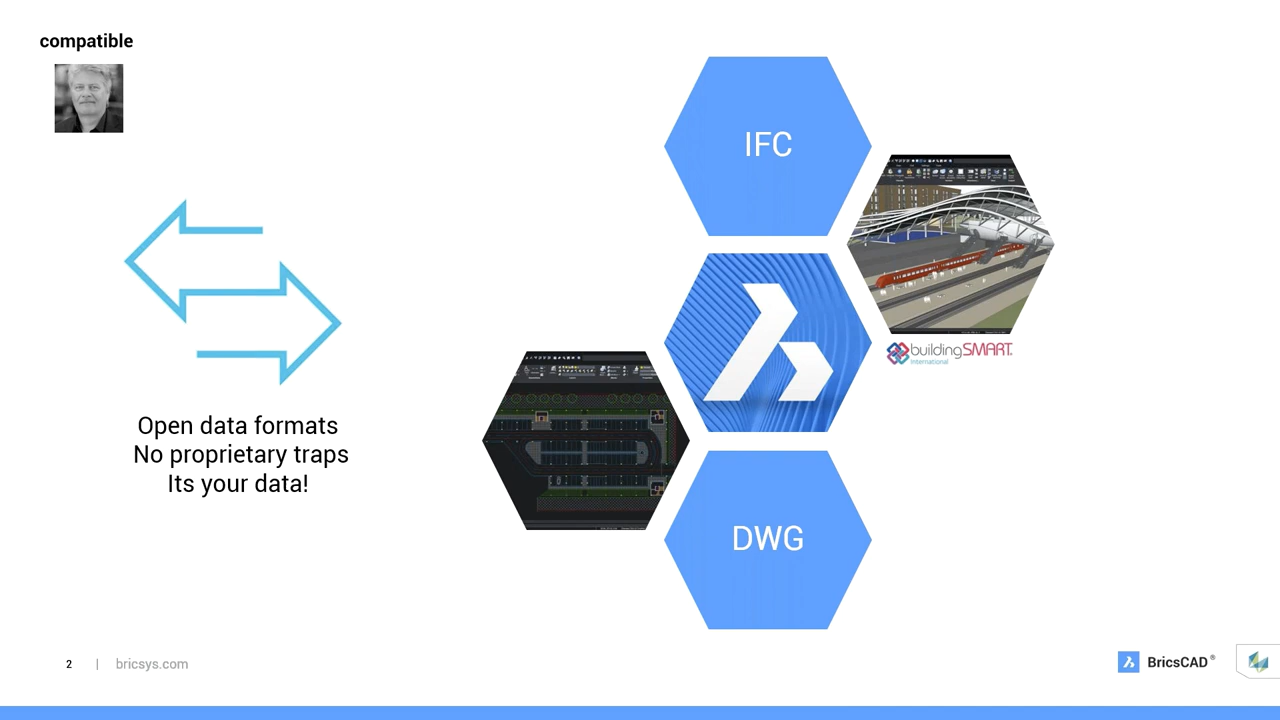 compatible
IFC
buildingSMART.
International
Open data formats
No proprietary traps
Its your data!
DWG
2 | bricsys.com
BricsCAD®